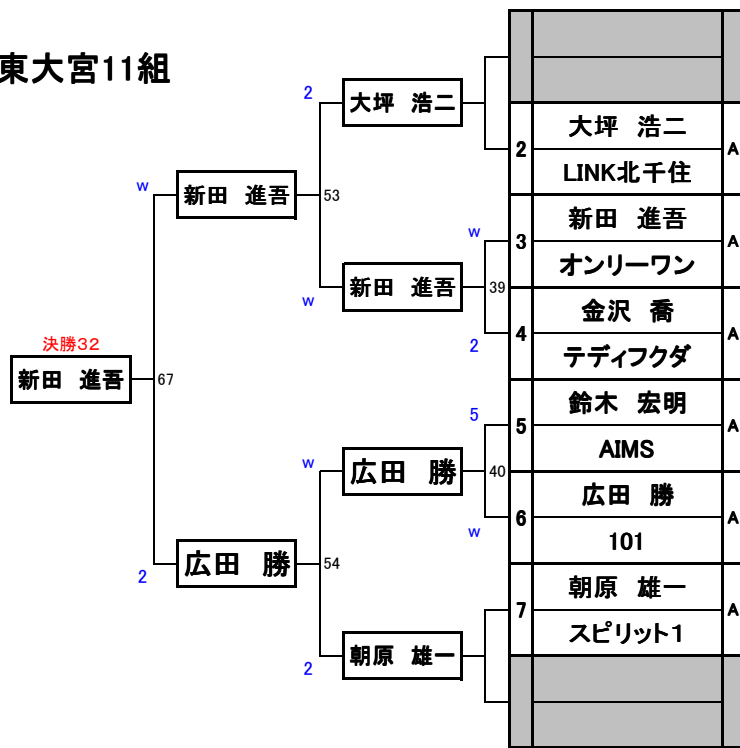 東大宮11組
2
大坪　浩二
大坪　浩二
2
A
LINK北千住
w
新田　進吾
53
新田　進吾
w
3
A
オンリーワン
w
新田　進吾
39
金沢　喬
2
4
A
テディフクダ
決勝32
新田　進吾
67
鈴木　宏明
5
5
A
AIMS
w
広田　勝
40
広田　勝
w
6
A
101
2
広田　勝
54
朝原　雄一
7
A
スピリット1
2
朝原　雄一